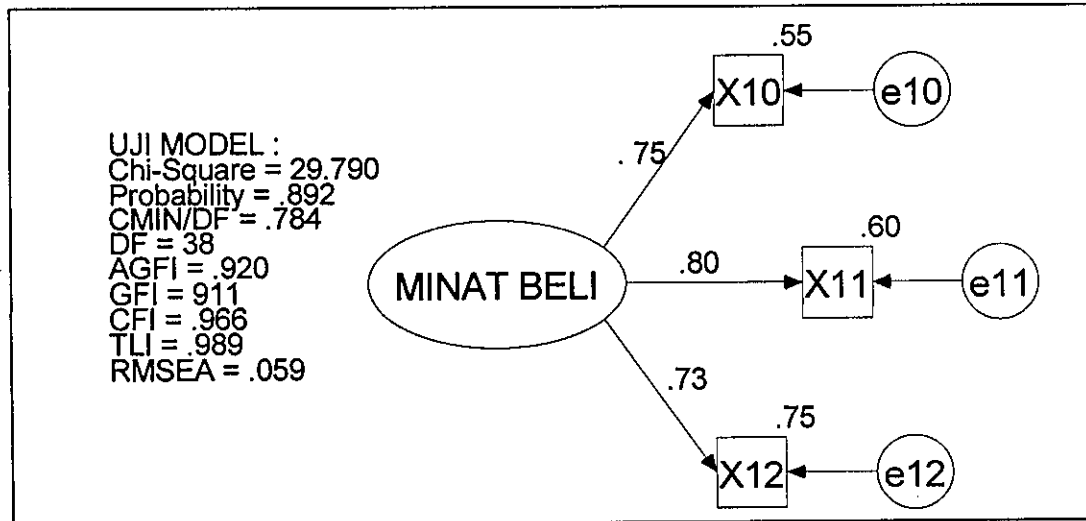 UJI MODEL :
Chi-Square = 29.790
Probability = .892
CMIN/DF = .784
DF = 38
AGFI = .920
GFI = 911
CFI = .966
TLI = .989
RMSEA = .059
MINAT BELI
.75
.80
.73
.55
X10
e10
.60
X11
e11
.75
X12
e12